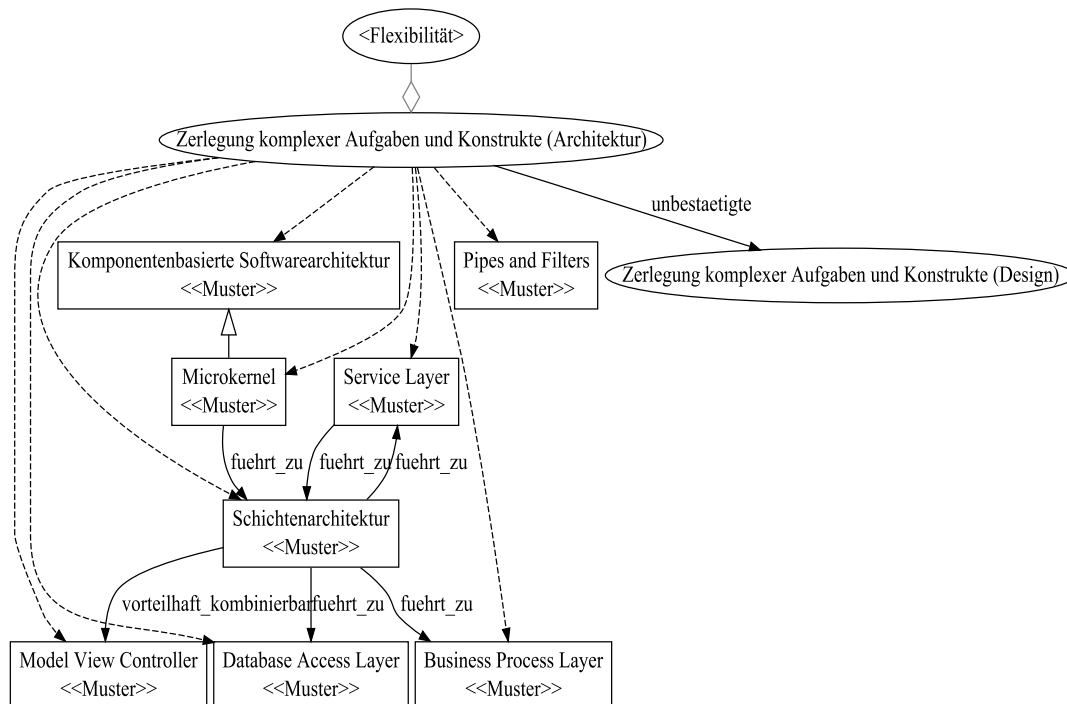 <Flexibilität>
Zerlegung komplexer Aufgaben und Konstrukte (Architektur)
unbestaetigte
Komponentenbasierte Softwarearchitektur
<<Muster>>
Pipes and Filters
<<Muster>>
Zerlegung komplexer Aufgaben und Konstrukte (Design)
Microkernel
<<Muster>>
Service Layer
<<Muster>>
fuehrt_zu
fuehrt_zu
fuehrt_zu
Schichtenarchitektur
<<Muster>>
vorteilhaft_kombinierbar
fuehrt_zu
fuehrt_zu
Model View Controller
<<Muster>>
Database Access Layer
<<Muster>>
Business Process Layer
<<Muster>>